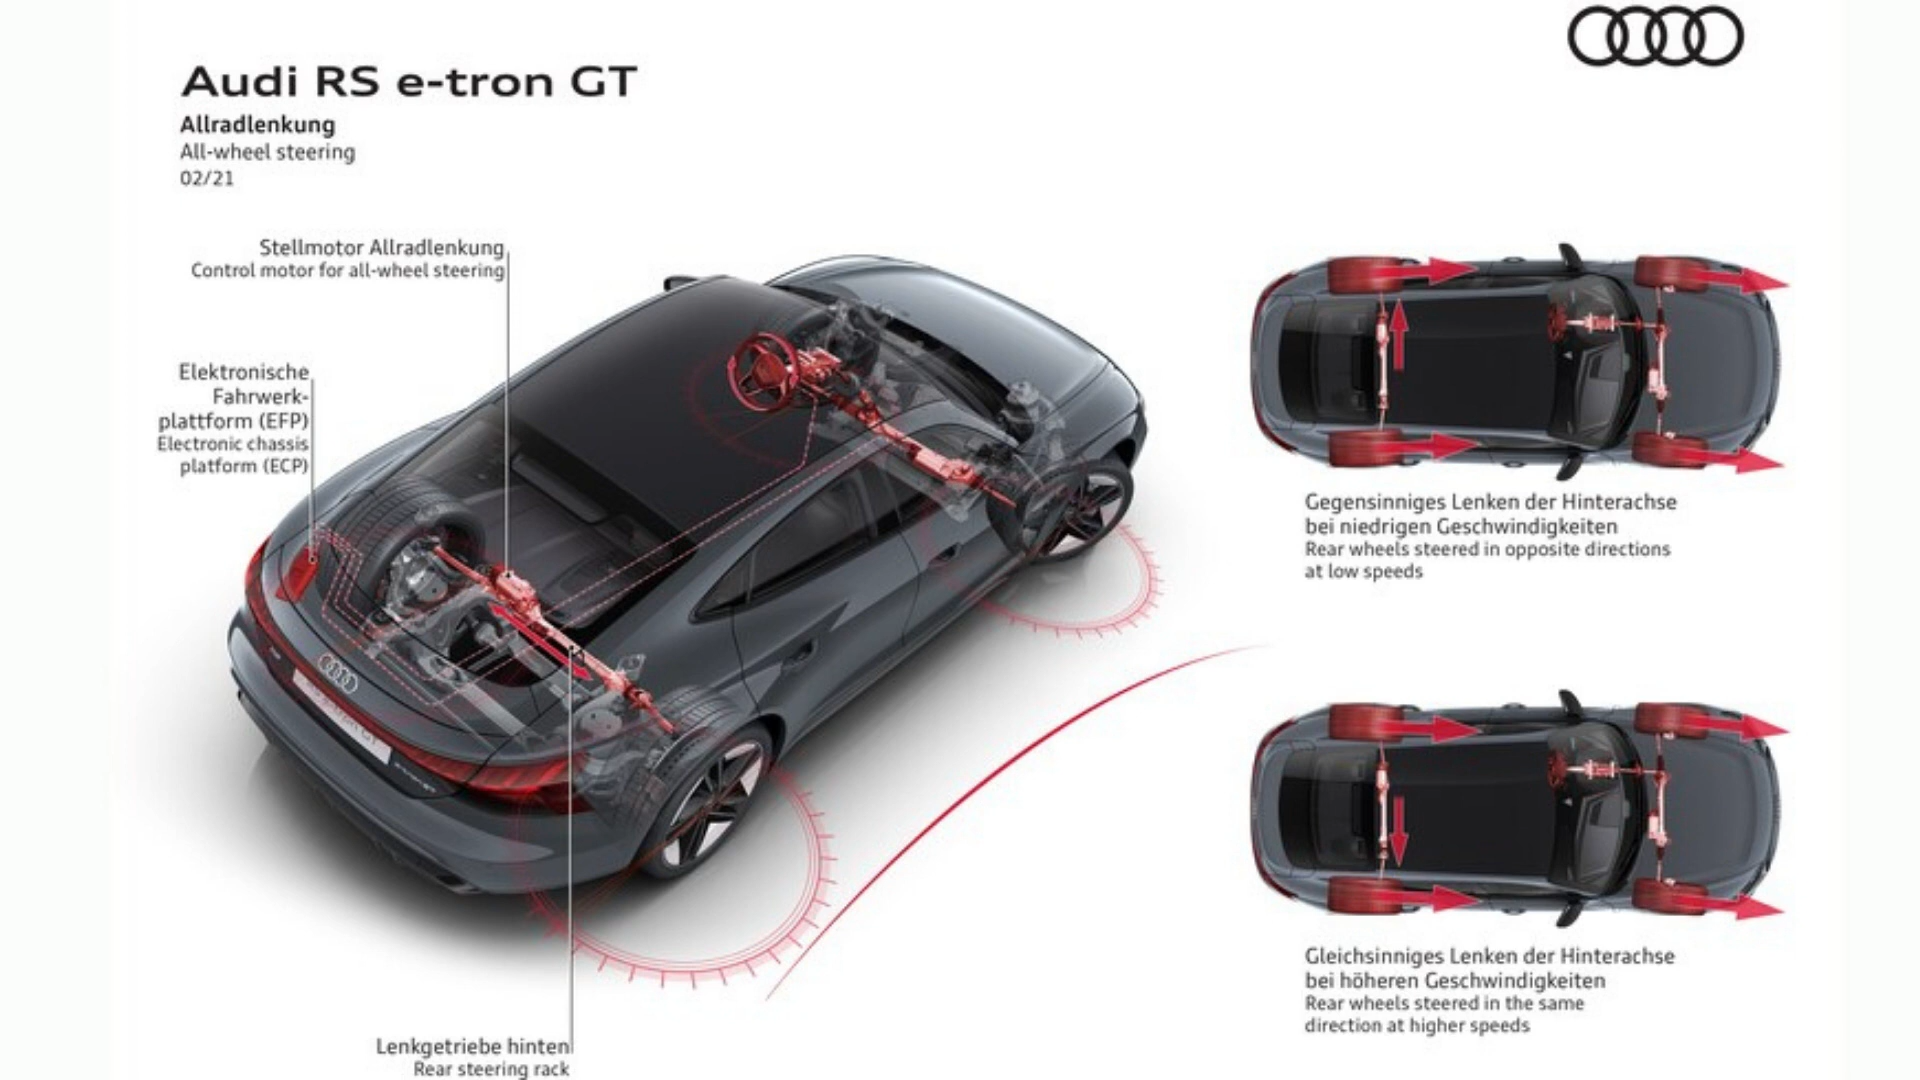 Audi RS e-tron GT
Allradlenkung
All-wheel steering
02/21
Stellmotor Allradlenkung
Control motor for all-wheel steering
Elektronische
Fahrwerk-
plattform (EFP)
Electronic chassis
platform (ECP)
Lenkgetriebe hinten
Rear steering rack
Gegensinniges Lenken der Hinterachse
bei niedrigen Geschwindigkeiten
Rear wheels steered in opposite directions
at low speeds
Gleichsinniges Lenken der Hinterachse
bei höheren Geschwindigkeiten
Rear wheels steered in the same
direction at higher speeds